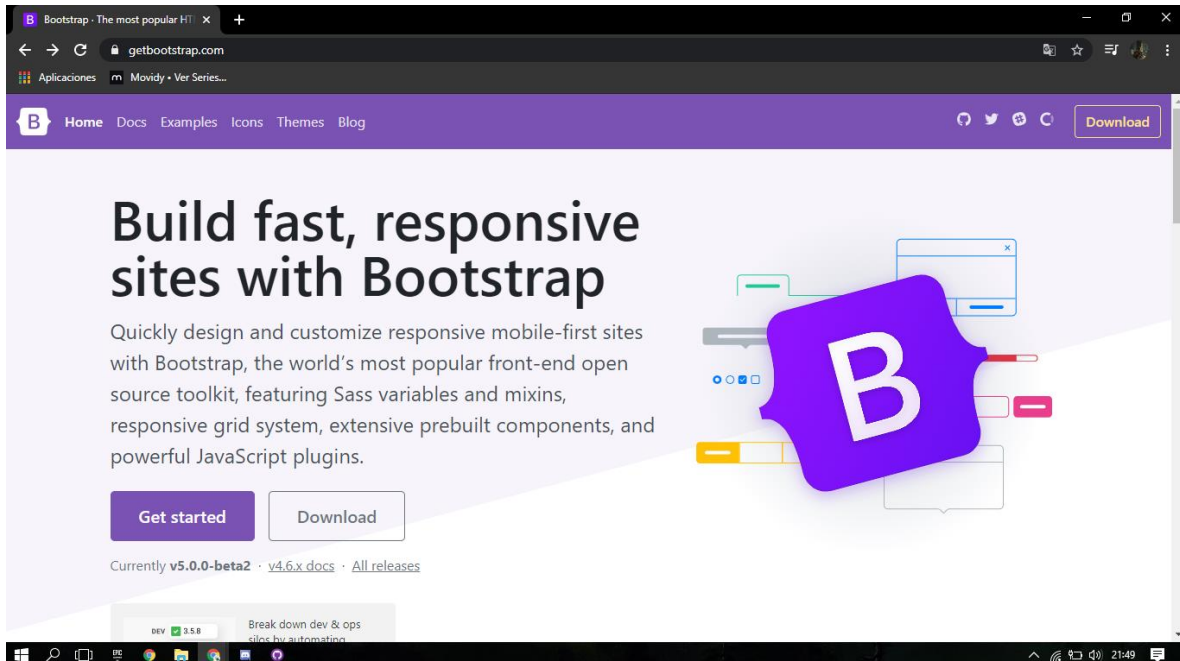 B Bootstrap · The most popular HT
getbootstrap.com
Aplicaciones m Movidy • Ver Series...
B Home Docs Examples Icons Themes Blog Download
Build fast, responsive
sites with Bootstrap
Quickly design and customize responsive mobile-first sites
with Bootstrap, the world's most popular front-end open
source toolkit, featuring Sass variables and mixins,
responsive grid system, extensive prebuilt components, and
powerful JavaScript plugins.
B
Get started Download
Currently v5.0.0-beta2 · v4.6.x docs · All releases
DEV 3.5.8
Break down dev & ops
silos by automating
EPIC
21:49